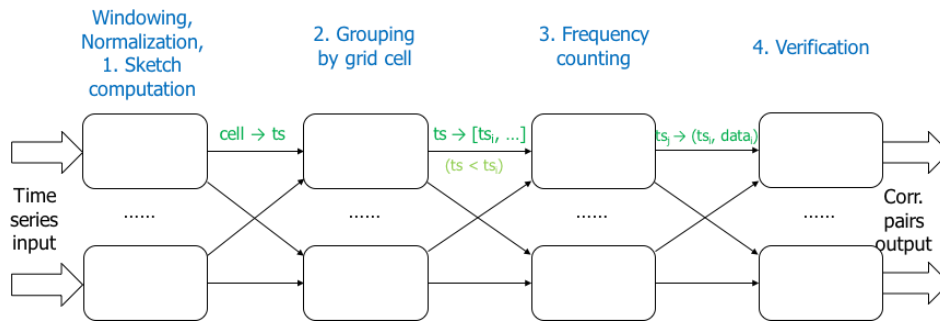 Windowing,
Normalization,
1. Sketch
computation
2. Grouping
by grid cell
3. Frequency
counting
4. Verification
cell → ts
ts → [tsᵢ, ...]
(ts < tsᵢ)
tsⱼ → (tsᵢ, dataᵢ)
Time
series
input
......
......
......
......
Corr.
pairs
output